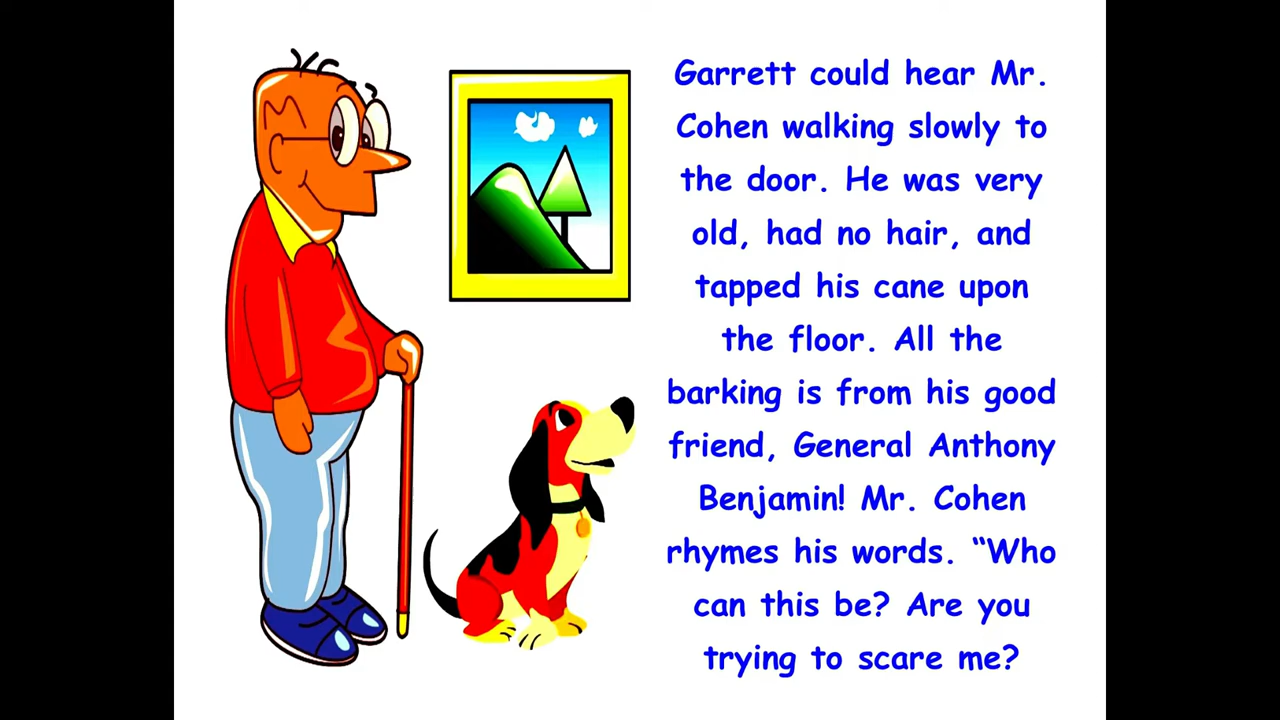 Garrett could hear Mr.
Cohen walking slowly to
the door. He was very
old, had no hair, and
tapped his cane upon
the floor. All the
barking is from his good
friend, General Anthony
Benjamin! Mr. Cohen
rhymes his words. “Who
can this be? Are you
trying to scare me?